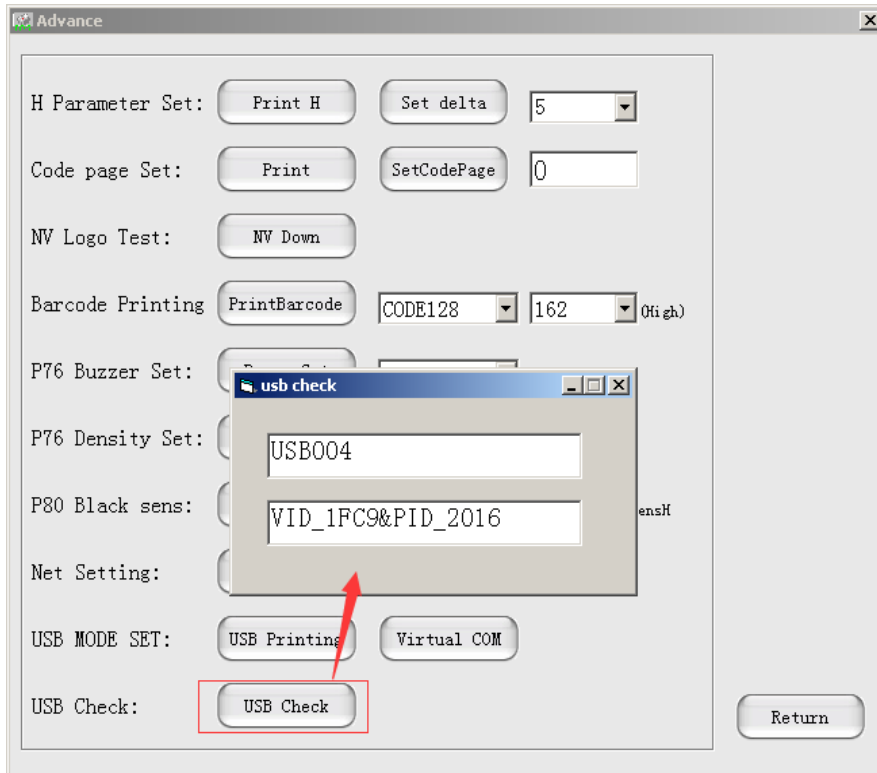 Advance
H Parameter Set: Print H Set delta 5
Code page Set: Print SetCodePage 0
NV Logo Test: NV Down
Barcode Printing PrintBarcode CODE128 162 (High)
P76 Buzzer Set:
usb check
P76 Density Set:
USB004
P80 Black sens:
VID_1FC9&PID_2016
ensH
Net Setting:
USB MODE SET: USB Printing Virtual COM
USB Check: USB Check
Return